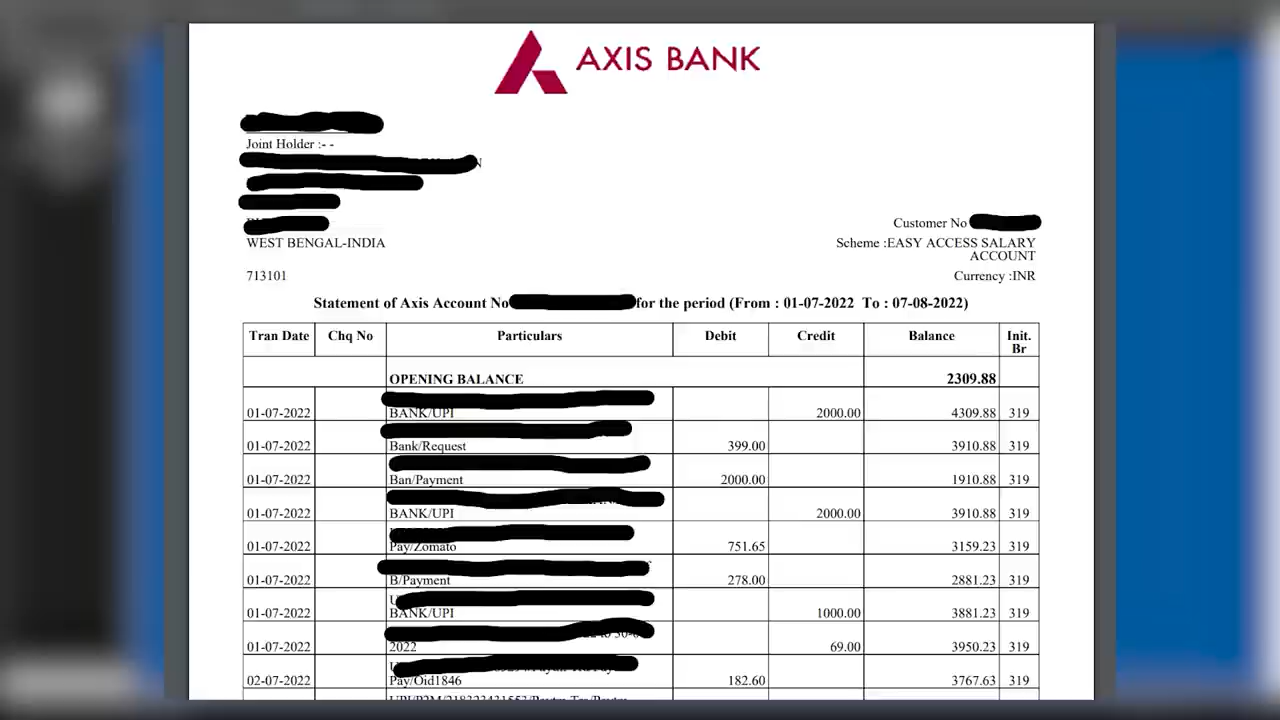 AXIS BANK
Joint Holder :- -
Customer No
WEST BENGAL-INDIA
Scheme :EASY ACCESS SALARY
ACCOUNT
713101
Currency :INR
Statement of Axis Account No for the period (From : 01-07-2022 To : 07-08-2022)
Tran Date Chq No Particulars Debit Credit Balance Init.
Br
OPENING BALANCE 2309.88
01-07-2022 BANK/UPI 2000.00 4309.88 319
01-07-2022 Bank/Request 399.00 3910.88 319
01-07-2022 Ban/Payment 2000.00 1910.88 319
01-07-2022 BANK/UPI 2000.00 3910.88 319
01-07-2022 Pay/Zomato 751.65 3159.23 319
01-07-2022 B/Payment 278.00 2881.23 319
01-07-2022 BANK/UPI 1000.00 3881.23 319
01-07-2022 2022 69.00 3950.23 319
02-07-2022 Pay/Oid1846 182.60 3767.63 319